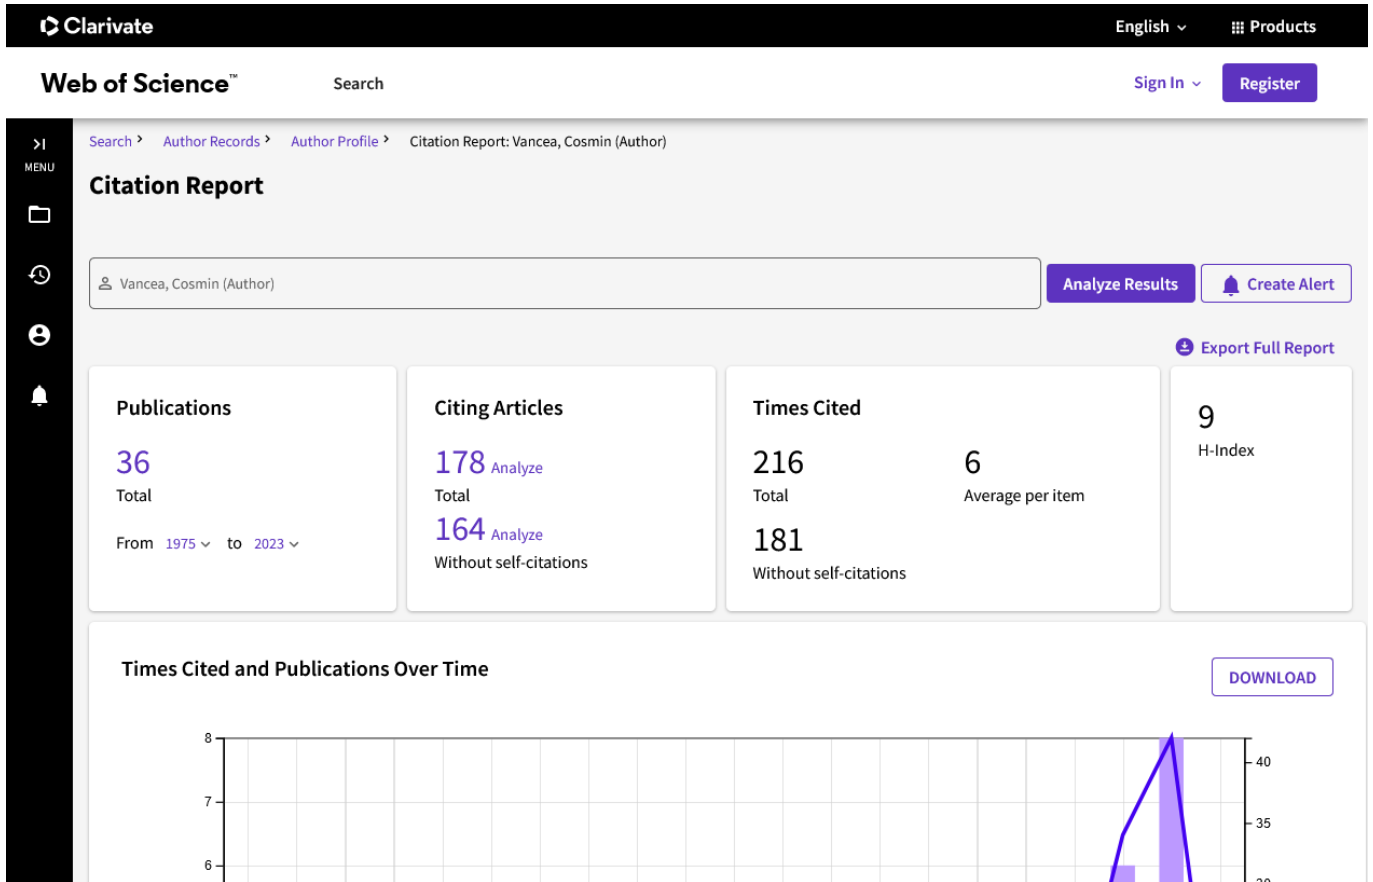 Clarivate
English
Products
Web of Science™
Search
Sign In
Register
MENU
Search > Author Records > Author Profile > Citation Report: Vancea, Cosmin (Author)
Citation Report
Vancea, Cosmin (Author)
Analyze Results
Create Alert
Export Full Report
Publications
36
Total
From 1975 to 2023
Citing Articles
178 Analyze
Total
164 Analyze
Without self-citations
Times Cited
216
Total
6
Average per item
181
Without self-citations
9
H-Index
Times Cited and Publications Over Time
DOWNLOAD
8
7
6
40
35